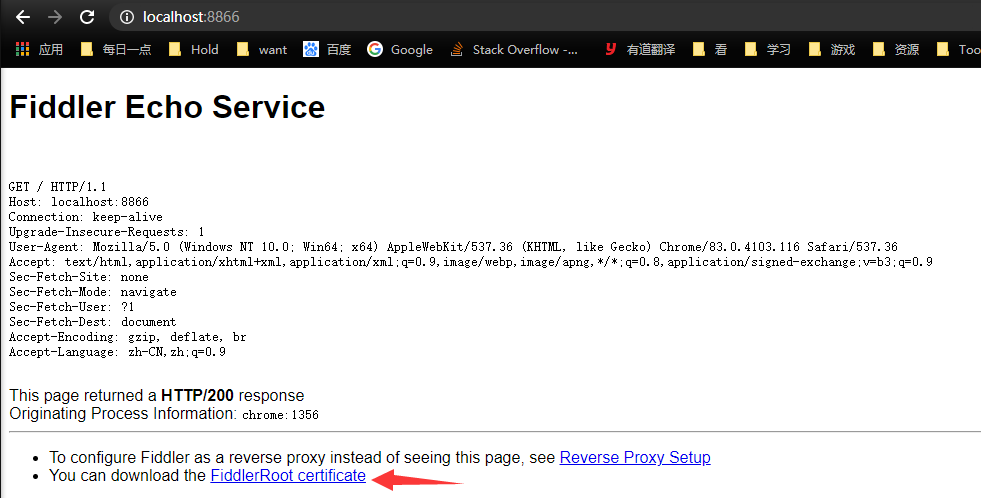 localhost:8866
应用 每日一点 Hold want 百度 Google Stack Overflow -... 有道翻译 看 学习 游戏 资源 Too
Fiddler Echo Service
GET / HTTP/1.1
Host: localhost:8866
Connection: keep-alive
Upgrade-Insecure-Requests: 1
User-Agent: Mozilla/5.0 (Windows NT 10.0; Win64; x64) AppleWebKit/537.36 (KHTML, like Gecko) Chrome/83.0.4103.116 Safari/537.36
Accept: text/html,application/xhtml+xml,application/xml;q=0.9,image/webp,image/apng,*/*;q=0.8,application/signed-exchange;v=b3;q=0.9
Sec-Fetch-Site: none
Sec-Fetch-Mode: navigate
Sec-Fetch-User: ?1
Sec-Fetch-Dest: document
Accept-Encoding: gzip, deflate, br
Accept-Language: zh-CN,zh;q=0.9
This page returned a HTTP/200 response
Originating Process Information: chrome:1356
• To configure Fiddler as a reverse proxy instead of seeing this page, see Reverse Proxy Setup
• You can download the FiddlerRoot certificate